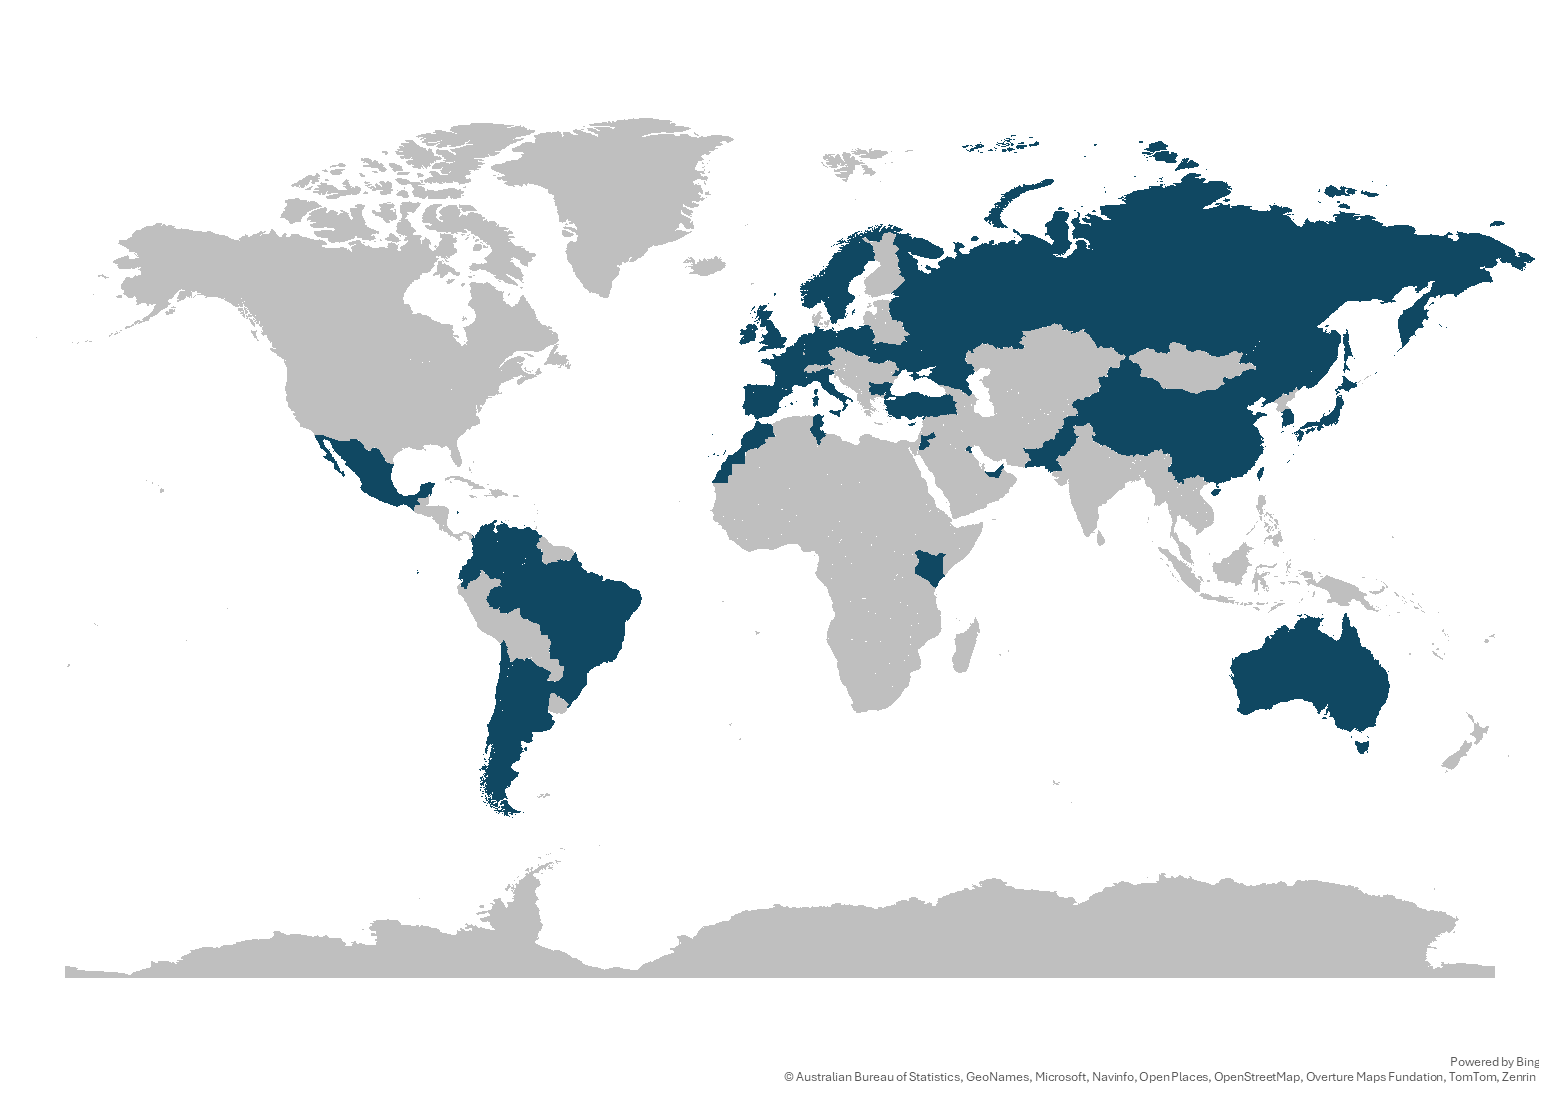 Powered by Bing
© Australian Bureau of Statistics, GeoNames, Microsoft, Navinfo, Open Places, OpenStreetMap, Overture Maps Fundation, TomTom, Zenrin